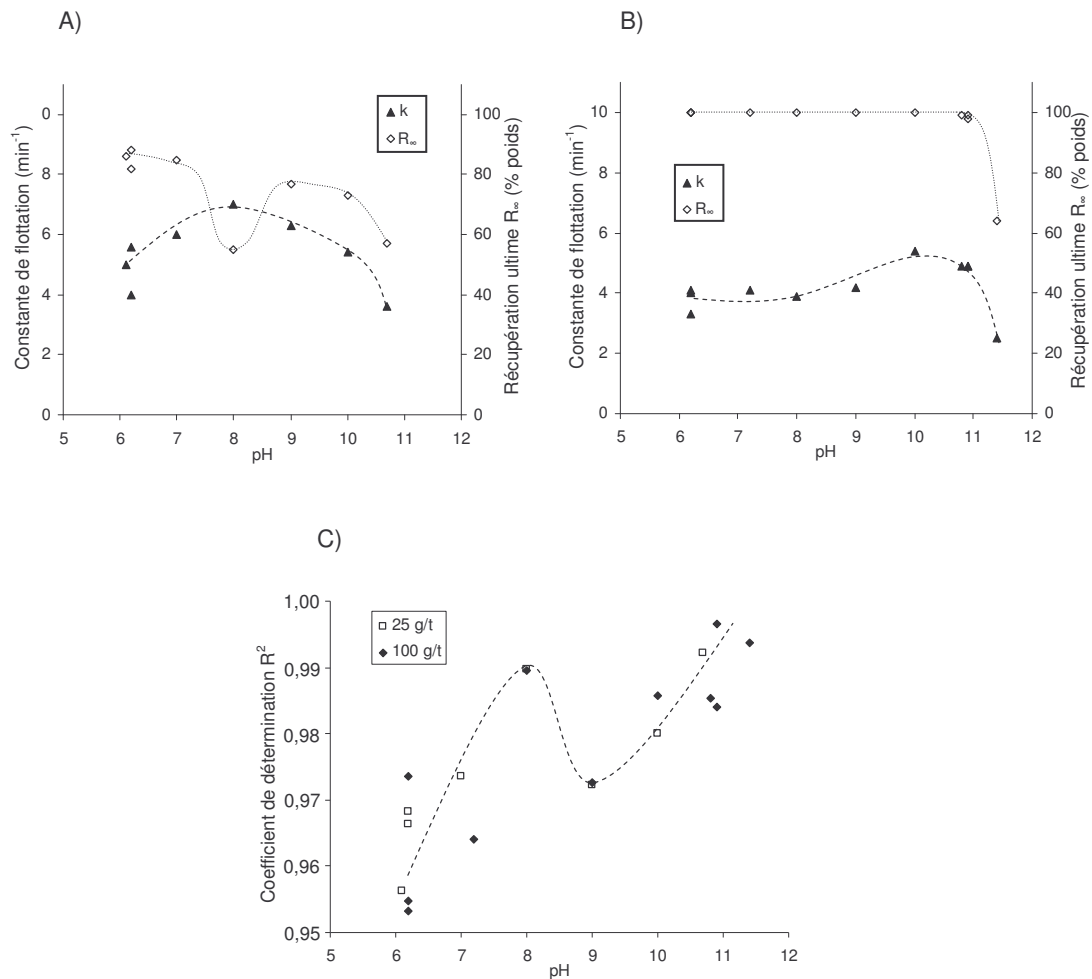 A)
Constante de flottation (min⁻¹)
0
8
6
4
2
0
k
R∞
100
80
60
40
20
0
Récupération ultime R∞ (% poids)
5 6 7 8 9 10 11 12
pH
B)
Constante de flottation (min⁻¹)
10
8
6
4
2
0
k
R∞
100
80
60
40
20
0
Récupération ultime R∞ (% poids)
5 6 7 8 9 10 11 12
pH
C)
Coefficient de détermination R²
1,00
0,99
0,98
0,97
0,96
0,95
25 g/t
100 g/t
5 6 7 8 9 10 11 12
pH